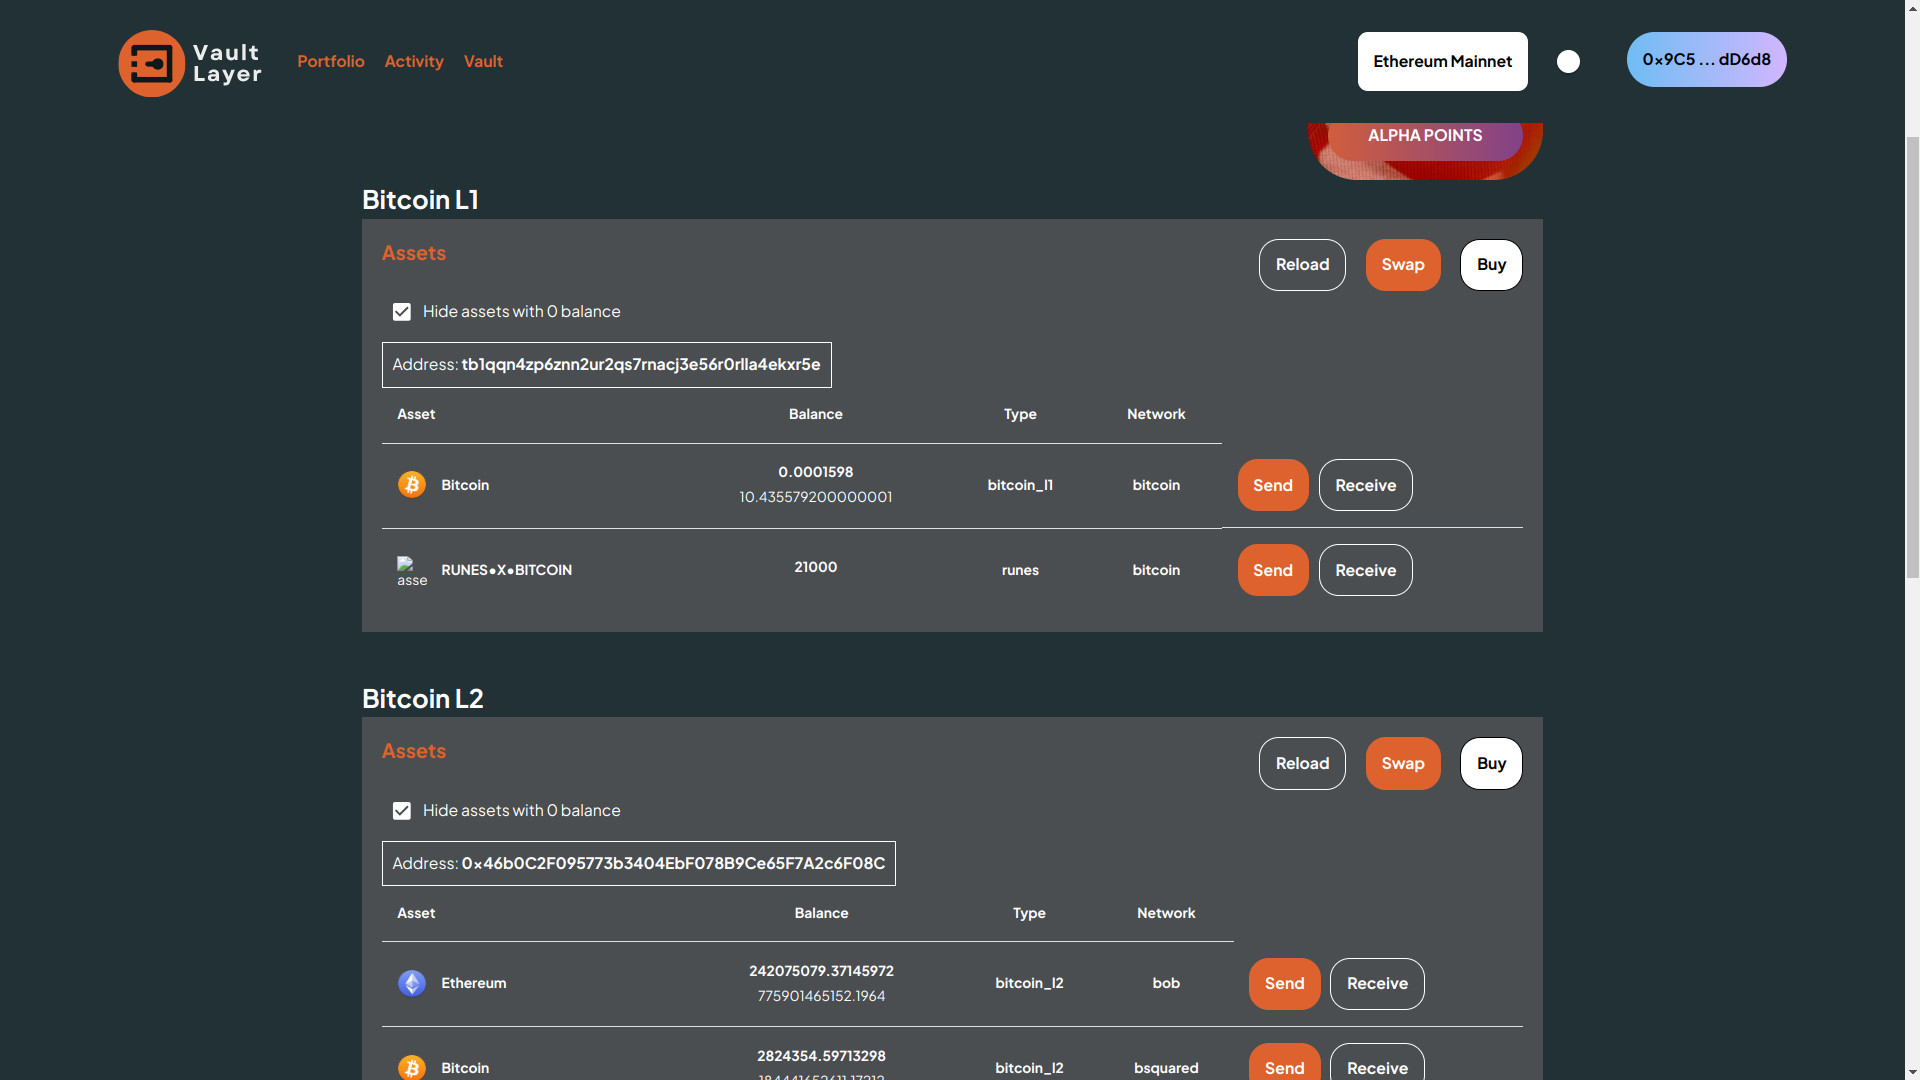 Vault
Layer
Portfolio Activity Vault
Ethereum Mainnet
0x9C5 ... dD6d8
ALPHA POINTS
Bitcoin L1
Assets
Reload Swap Buy
Hide assets with 0 balance
Address: tb1qqn4zp6znn2ur2qs7rnacj3e56r0rlla4ekxr5e
Asset Balance Type Network
Bitcoin 0.0001598 bitcoin_l1 bitcoin Send Receive
10.435579200000001
asse RUNES●X●BITCOIN 21000 runes bitcoin Send Receive
Bitcoin L2
Assets
Reload Swap Buy
Hide assets with 0 balance
Address: 0x46b0C2F095773b3404EbF078B9Ce65F7A2c6F08C
Asset Balance Type Network
Ethereum 242075079.37145972 bitcoin_l2 bob Send Receive
775901465152.1964
Bitcoin 2824354.59713298 bitcoin_l2 bsquared Send Receive